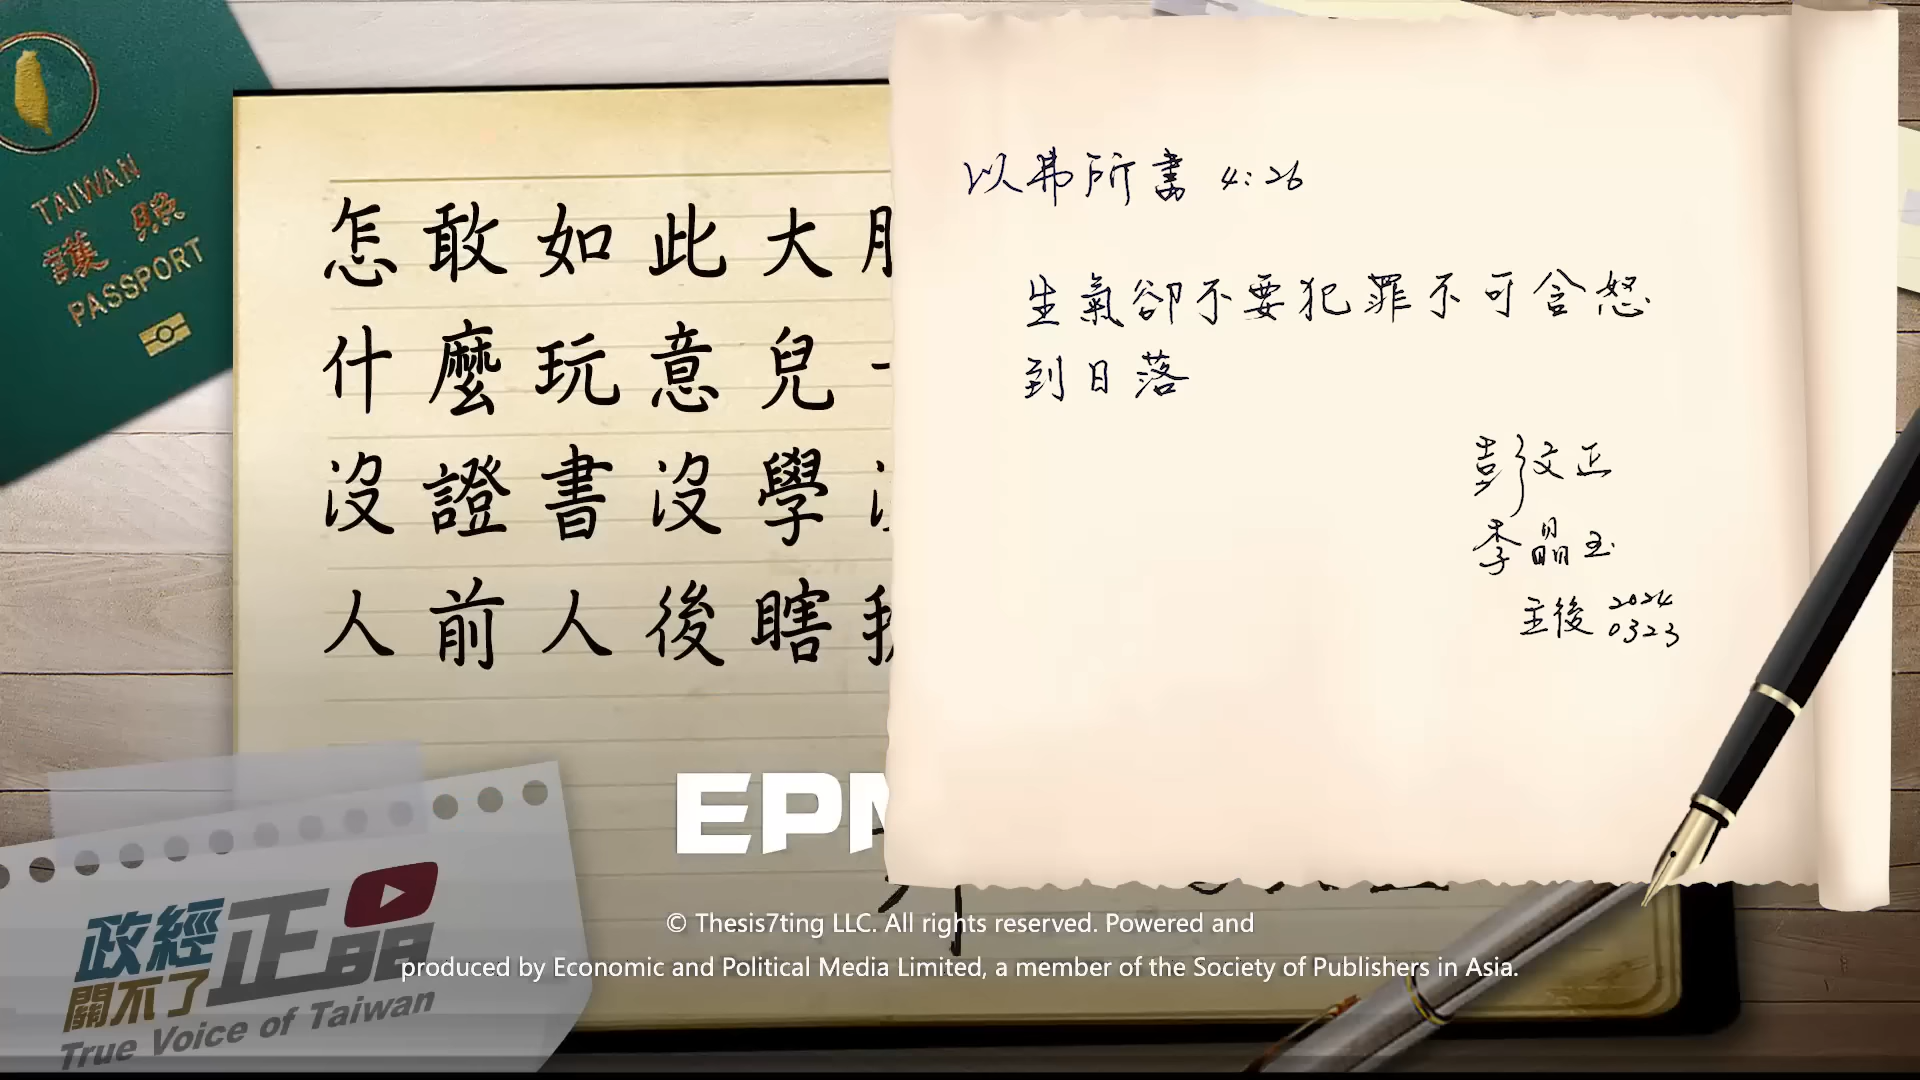 TAIWAN
護照
PASSPORT
怎敢如此大
什麼玩意兒
沒證書沒學
人前人後瞎
以弗所書 4:26
生氣卻不要犯罪不可含怒
到日落
彭文正
李晶玉
主後 2024
0323
EPM
© Thesis7ting LLC. All rights reserved. Powered and
produced by Economic and Political Media Limited, a member of the Society of Publishers in Asia.
政經
關不了
正晶
True Voice of Taiwan